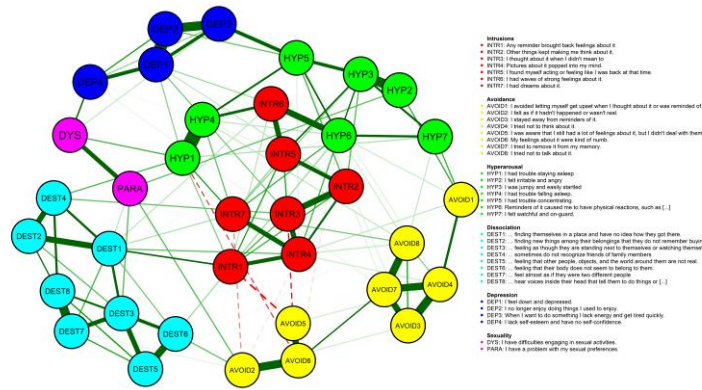 DEP2
DEP3
DEP1
DEP4
HYP5
HYP3
HYP2
INTR6
HYP4
HYP6
HYP7
DYS
HYP1
INTR5
PARA
INTR2
AVOID1
DEST4
INTR7
INTR3
DEST2
DEST1
AVOID8
INTR4
INTR1
DEST8
AVOID7
AVOID4
DEST7
DEST3
DEST6
AVOID5
AVOID3
DEST5
AVOID2
AVOID6
Intrusions
INTR1: Any reminder brought back feelings about it.
INTR2: Other things kept making me think about it.
INTR3: I thought about it when I didn't mean to
INTR4: Pictures about it popped into my mind.
INTR5: I found myself acting or feeling like I was back at that time.
INTR6: I had waves of strong feelings about it.
INTR7: I had dreams about it.
Avoidance
AVOID1: I avoided letting myself get upset when I thought about it or was reminded of
AVOID2: I felt as if it hadn't happened or wasn't real.
AVOID3: I stayed away from reminders of it.
AVOID4: I tried not to think about it.
AVOID5: I was aware that I still had a lot of feelings about it, but I didn't deal with them
AVOID6: My feelings about it were kind of numb.
AVOID7: I tried to remove it from my memory.
AVOID8: I tried not to talk about it.
Hyperarousal
HYP1: I had trouble staying asleep
HYP2: I felt irritable and angry
HYP3: I was jumpy and easily startled
HYP4: I had trouble falling asleep
HYP5: I had trouble concentrating.
HYP6: Reminders of it caused me to have physical reactions, such as [...]
HYP7: I felt watchful and on-guard.
Dissociation
DEST1: ... finding themselves in a place and have no idea how they got there.
DEST2: ... finding new things among their belongings that they do not remember buyin
DEST3: ... feeling as though they are standing next to themselves or watching themsel
DEST4: ... sometimes do not recognize friends of family members
DEST5: ... feeling that other people, objects, and the world around them are not real.
DEST6: ... feeling that their body does not seem to belong to them.
DEST7: ... feel almost as if they were two different people
DEST8: ... hear voices inside their head that tell them to do things or [...]
Depression
DEP1: I feel down and depressed.
DEP2: I no longer enjoy doing things I used to enjoy.
DEP3: When I want to do something I lack energy and get tired quickly.
DEP4: I lack self-esteem and have no self-confidence.
Sexuality
DYS: I have difficulties engaging in sexual activities.
PARA: I have a problem with my sexual preferences.